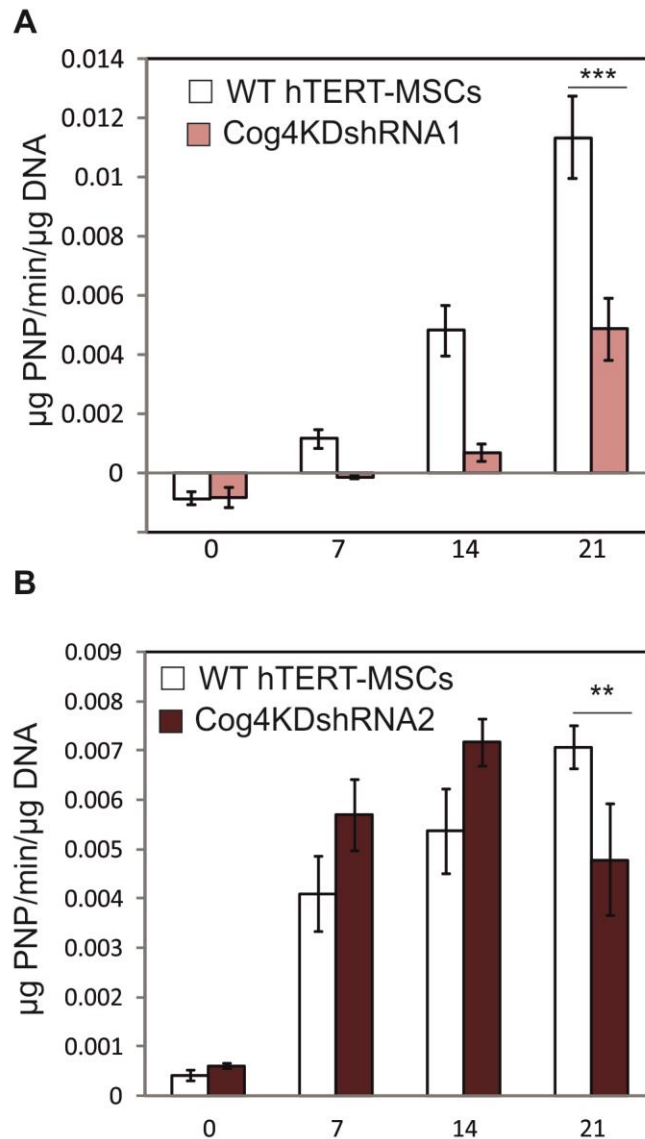 A
0.014
0.012
0.01
0.008
0.006
0.004
0.002
0
µg PNP/min/µg DNA
WT hTERT-MSCs
Cog4KDshRNA1
***
0 7 14 21
B
0.009
0.008
0.007
0.006
0.005
0.004
0.003
0.002
0.001
0
µg PNP/min/µg DNA
WT hTERT-MSCs
Cog4KDshRNA2
**
0 7 14 21